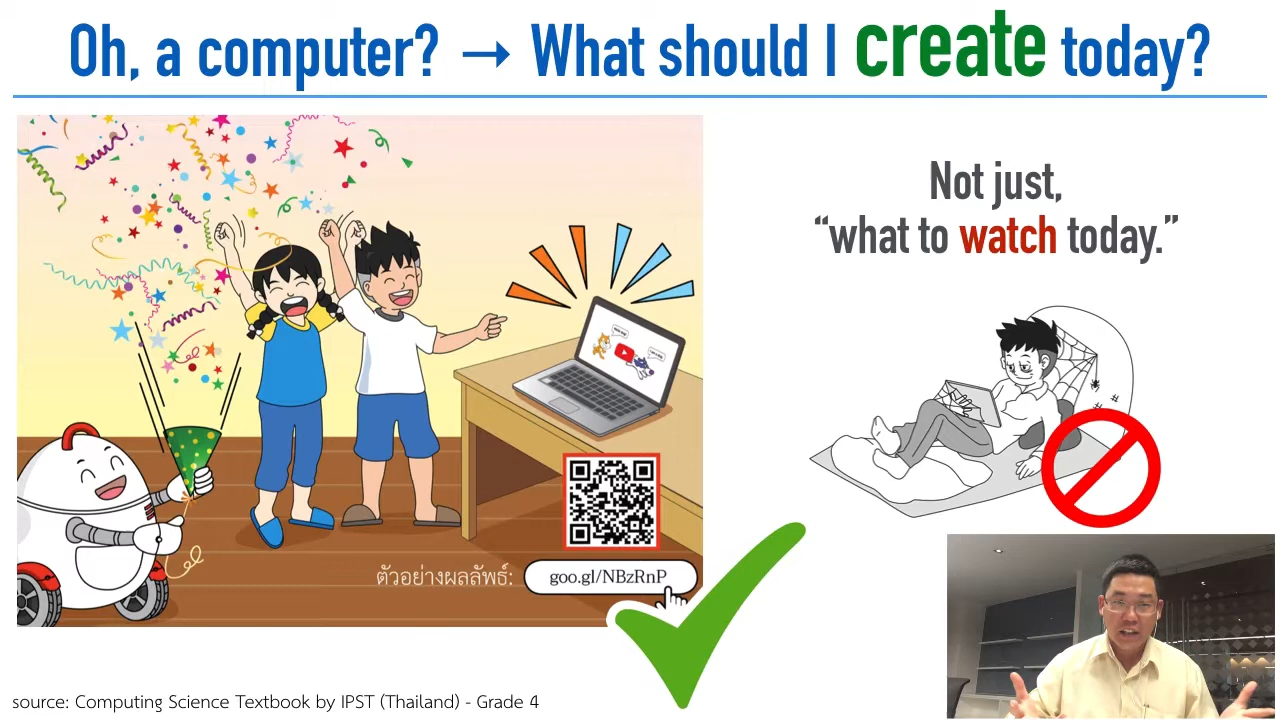 Oh, a computer? → What should I create today?
Not just,
“what to watch today.”
ตัวอย่างผลลัพธ์:
goo.gl/NBzRnP
source: Computing Science Textbook by IPST (Thailand) - Grade 4